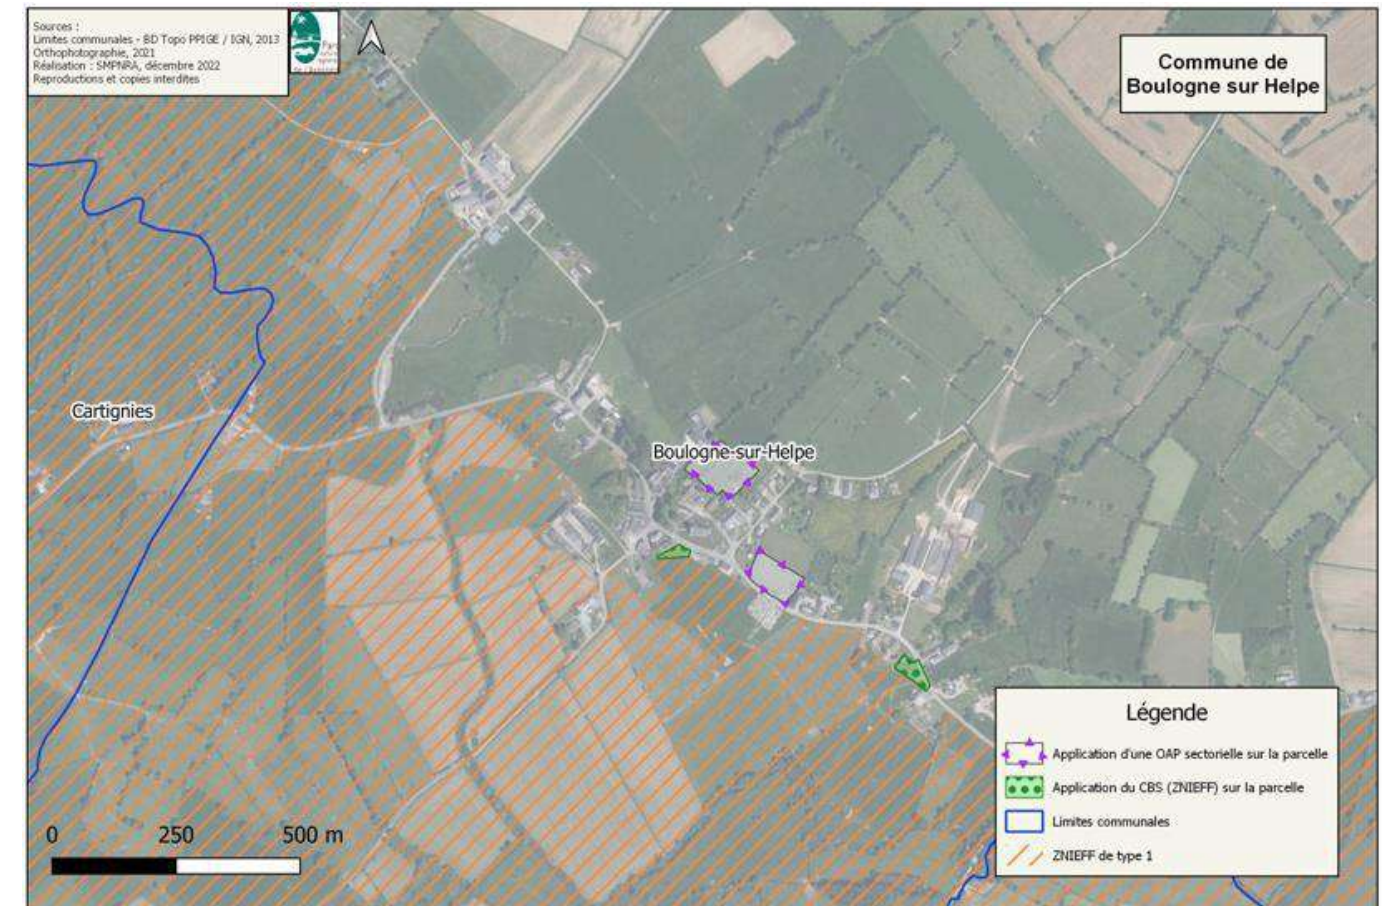 Sources :
Limites communales - BD Topo PPIGE / IGN, 2013
Orthophotographie, 2021
Réalisation : SMPNRA, décembre 2022
Reproductions et copies interdites
Parc
Commune de
Boulogne sur Helpe
Cartignies
Boulogne-sur-Helpe
Légende
Application d'une OAP sectorielle sur la parcelle
Application du CBS (ZNIEFF) sur la parcelle
Limites communales
ZNIEFF de type 1
0 250 500 m